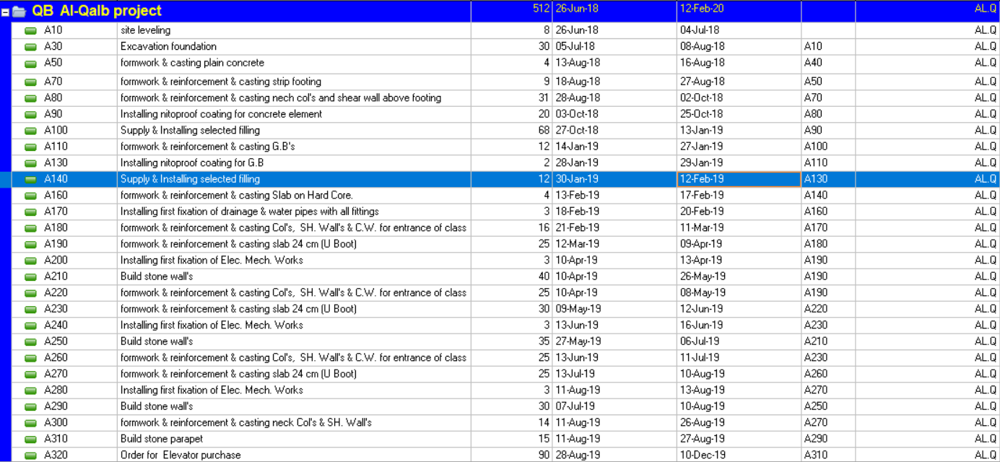 QB Al-Qalb project 512 26-Jun-18 12-Feb-20 AL.Q
A10 site leveling 8 26-Jun-18 04-Jul-18 AL.Q
A30 Excavation foundation 30 05-Jul-18 08-Aug-18 A10 AL.Q
A50 formwork & casting plain concrete 4 13-Aug-18 16-Aug-18 A40 AL.Q
A70 formwork & reinforcement & casting strip footing 9 18-Aug-18 27-Aug-18 A50 AL.Q
A80 formwork & reinforcement & casting nech col's and shear wall above footing 31 28-Aug-18 02-Oct-18 A70 AL.Q
A90 Installing nitoproof coating for concrete element 20 03-Oct-18 25-Oct-18 A80 AL.Q
A100 Supply & Installing selected filling 68 27-Oct-18 13-Jan-19 A90 AL.Q
A110 formwork & reinforcement & casting G.B's 12 14-Jan-19 27-Jan-19 A100 AL.Q
A130 Installing nitoproof coating for G.B 2 28-Jan-19 29-Jan-19 A110 AL.Q
A140 Supply & Installing selected filling 12 30-Jan-19 12-Feb-19 A130 AL.Q
A160 formwork & reinforcement & casting Slab on Hard Core. 4 13-Feb-19 17-Feb-19 A140 AL.Q
A170 Installing first fixation of drainage & water pipes with all fittings 3 18-Feb-19 20-Feb-19 A160 AL.Q
A180 formwork & reinforcement & casting Col's, SH. Wall's & C.W. for entrance of class 16 21-Feb-19 11-Mar-19 A170 AL.Q
A190 formwork & reinforcement & casting slab 24 cm (U Boot) 25 12-Mar-19 09-Apr-19 A180 AL.Q
A200 Installing first fixation of Elec. Mech. Works 3 10-Apr-19 13-Apr-19 A190 AL.Q
A210 Build stone wall's 40 10-Apr-19 26-May-19 A190 AL.Q
A220 formwork & reinforcement & casting Col's, SH. Wall's & C.W. for entrance of class 25 10-Apr-19 08-May-19 A190 AL.Q
A230 formwork & reinforcement & casting slab 24 cm (U Boot) 30 09-May-19 12-Jun-19 A220 AL.Q
A240 Installing first fixation of Elec. Mech. Works 3 13-Jun-19 16-Jun-19 A230 AL.Q
A250 Build stone wall's 35 27-May-19 06-Jul-19 A210 AL.Q
A260 formwork & reinforcement & casting Col's, SH. Wall's & C.W. for entrance of class 25 13-Jun-19 11-Jul-19 A230 AL.Q
A270 formwork & reinforcement & casting slab 24 cm (U Boot) 25 13-Jul-19 10-Aug-19 A260 AL.Q
A280 Installing first fixation of Elec. Mech. Works 3 11-Aug-19 13-Aug-19 A270 AL.Q
A290 Build stone wall's 30 07-Jul-19 10-Aug-19 A250 AL.Q
A300 formwork & reinforcement & casting neck Col's & SH. Wall's 14 11-Aug-19 26-Aug-19 A270 AL.Q
A310 Build stone parapet 15 11-Aug-19 27-Aug-19 A290 AL.Q
A320 Order for Elevator purchase 90 28-Aug-19 10-Dec-19 A310 AL.Q